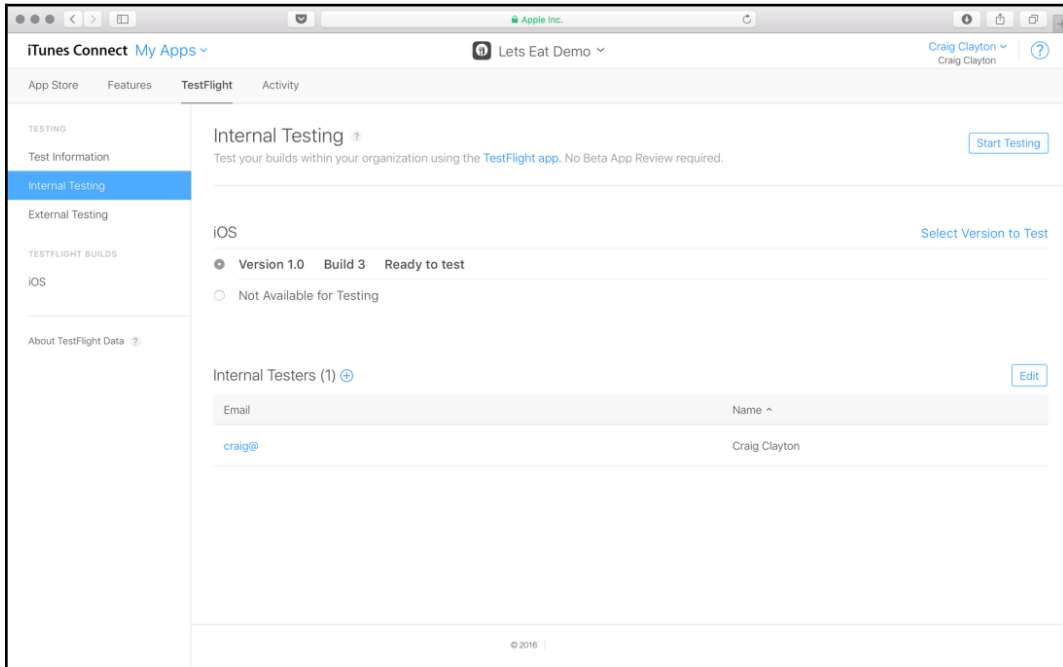 Apple Inc.
iTunes Connect My Apps
Lets Eat Demo
Craig Clayton
Craig Clayton
?
App Store Features TestFlight Activity
TESTING
Test Information
Internal Testing
External Testing
TESTFLIGHT BUILDS
iOS
About TestFlight Data ?
Internal Testing ?
Start Testing
Test your builds within your organization using the TestFlight app. No Beta App Review required.
iOS
Select Version to Test
Version 1.0 Build 3 Ready to test
Not Available for Testing
Internal Testers (1)
Edit
Email Name
craig@ Craig Clayton
© 2016